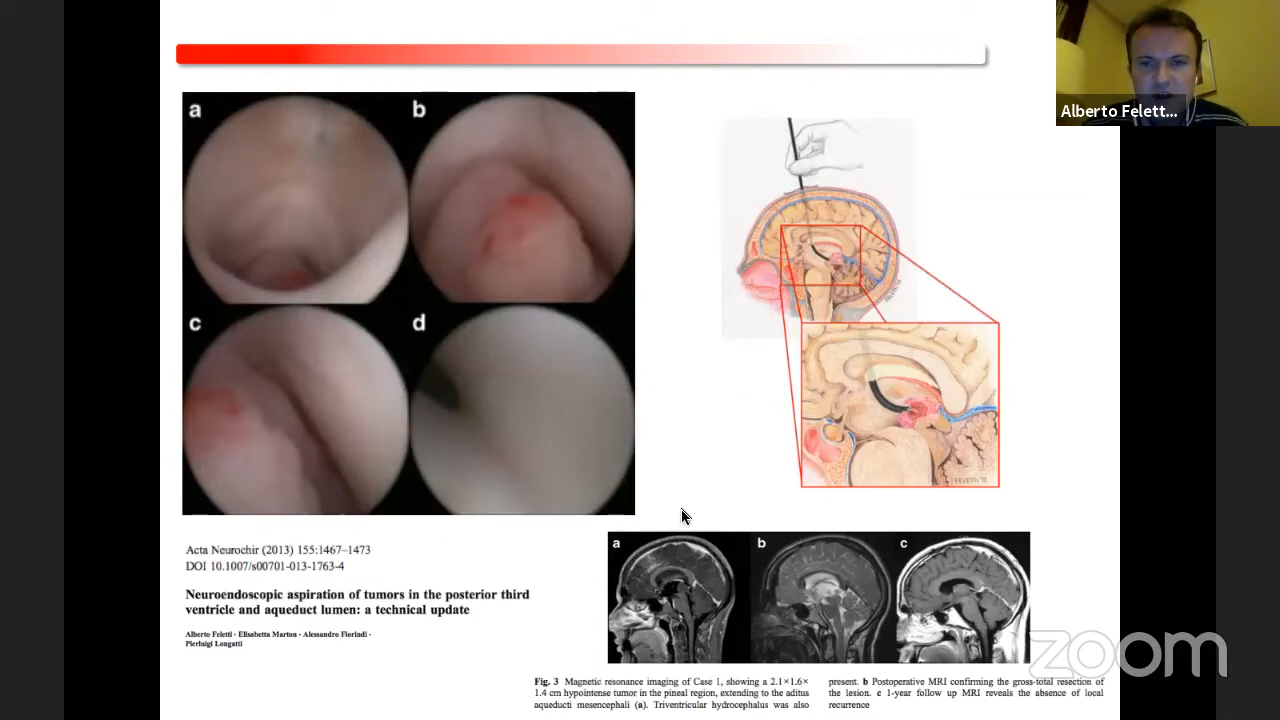 Alberto Felett...
a
b
c
d
FELETTI '12
Acta Neurochir (2013) 155:1467–1473
DOI 10.1007/s00701-013-1763-4
Neuroendoscopic aspiration of tumors in the posterior third
ventricle and aqueduct lumen: a technical update
Alberto Feletti · Elisabetta Marton · Alessandro Fiorindi ·
Pierluigi Longatti
a
b
c
zoom
Fig. 3 Magnetic resonance imaging of Case 1, showing a 2.1×1.6×
1.4 cm hypointense tumor in the pineal region, extending to the aditus
aqueducti mesencephali (a). Triventricular hydrocephalus was also
present. b Postoperative MRI confirming the gross-total resection of
the lesion. c 1-year follow up MRI reveals the absence of local
recurrence